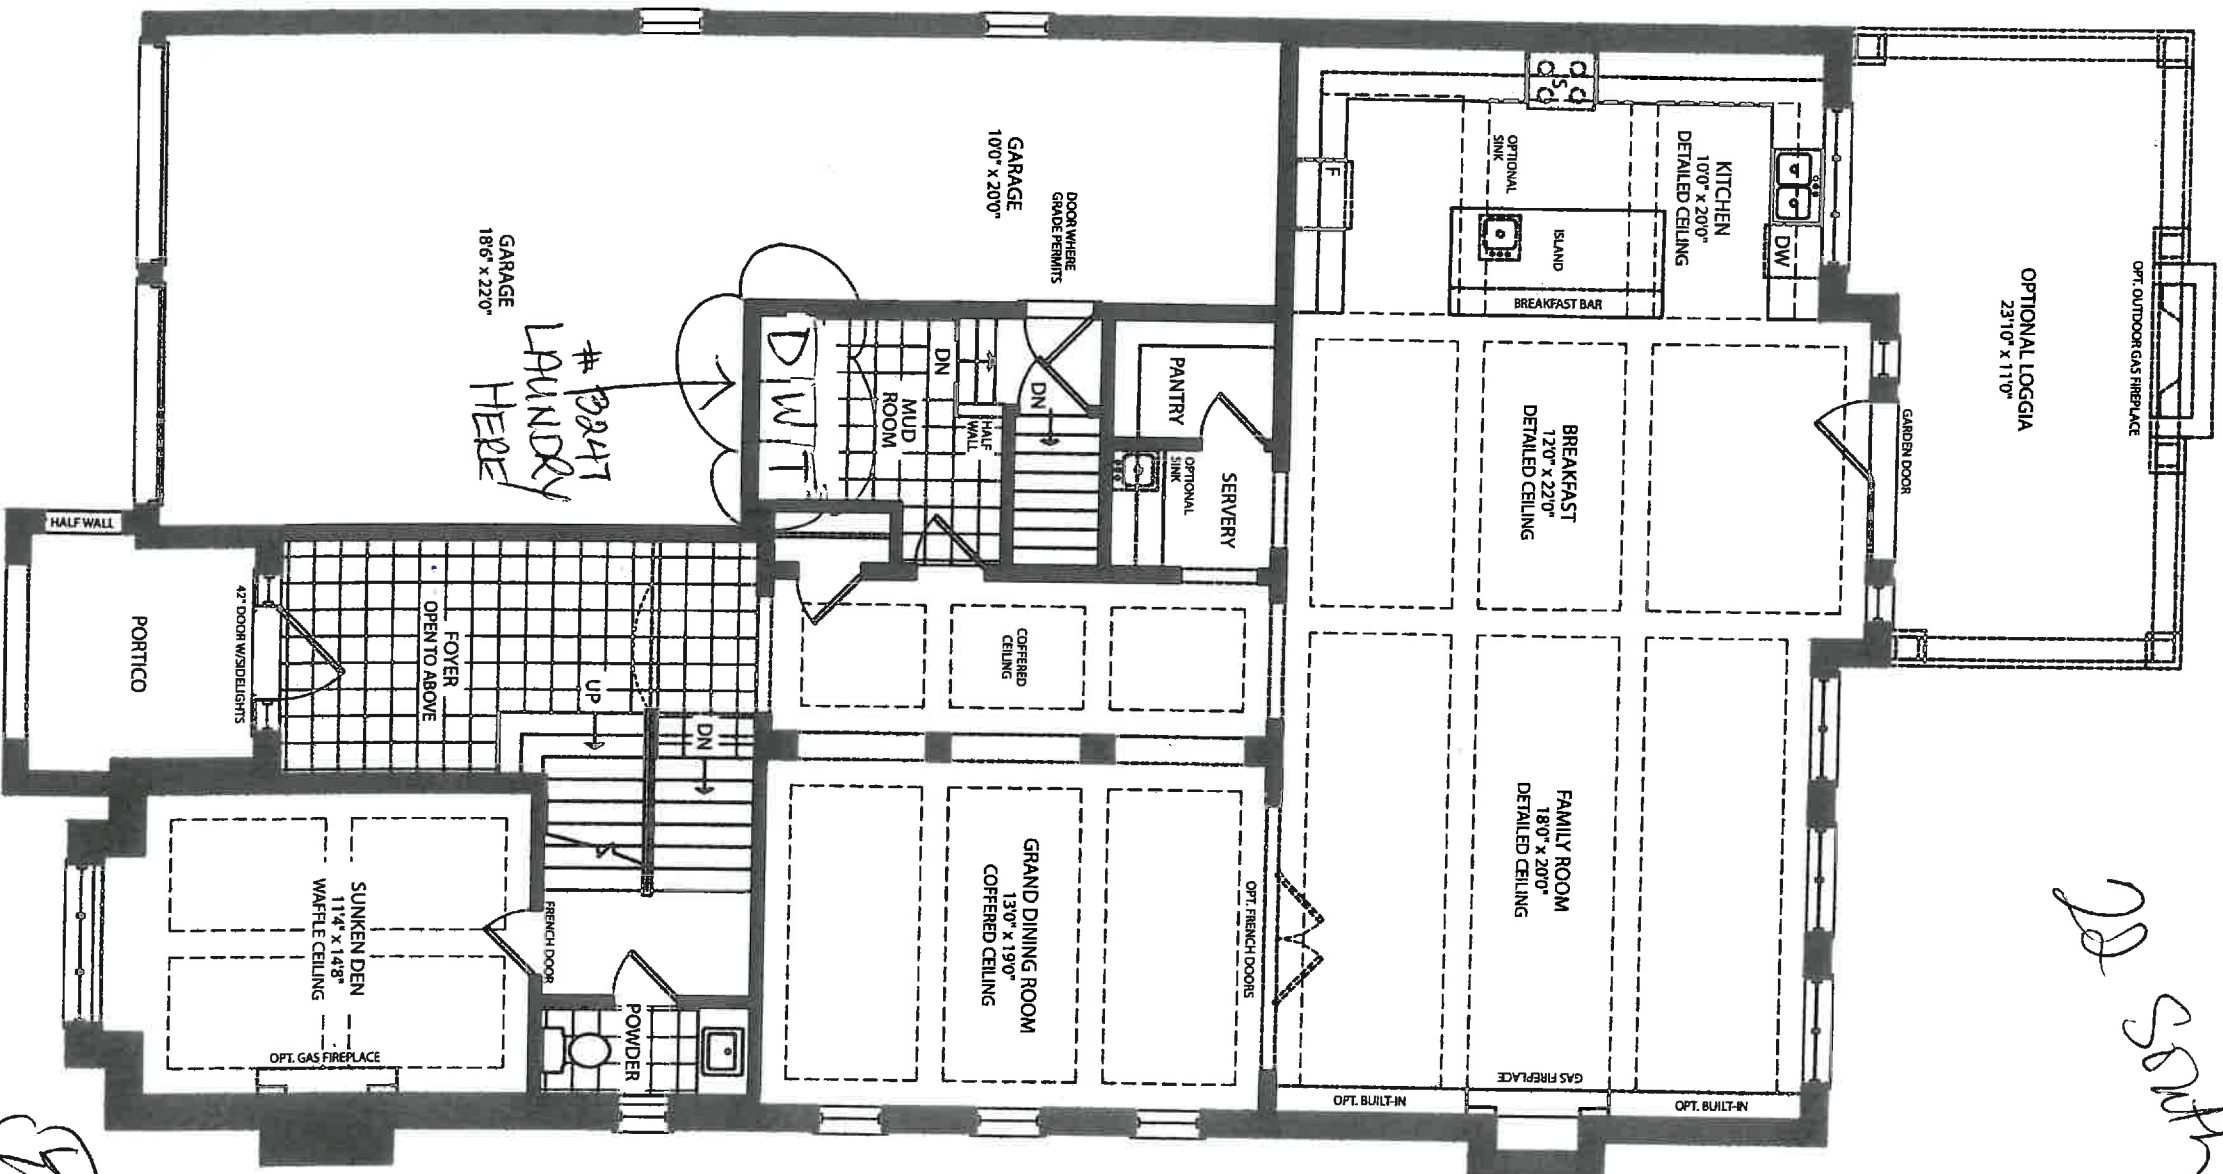 OPT. OUTDOOR GAS FIREPLACE
OPTIONAL LOGGIA
23'10" x 11'0"
GARDEN DOOR
KITCHEN
10'0" x 20'0"
DETAILED CEILING
DW
S
OPTIONAL
SINK
ISLAND
BREAKFAST BAR
F
BREAKFAST
12'0" x 22'0"
DETAILED CEILING
FAMILY ROOM
18'0" x 20'0"
DETAILED CEILING
GAS FIREPLACE
OPT. BUILT-IN
OPT. BUILT-IN
PANTRY
SERVERY
OPTIONAL
SINK
OPT. FRENCH DOORS
DOOR WHERE
GRADE PERMITS
GARAGE
10'0" x 20'0"
DN
DN
HALF
WALL
MUD
ROOM
D W T
COFFERED
CEILING
GRAND DINING ROOM
13'0" x 19'0"
COFFERED CEILING
GARAGE
18'6" x 22'0"
# B247
LAUNDRY
HERE
DN
UP
FOYER
OPEN TO ABOVE
FRENCH DOOR
POWDER
SUNKEN DEN
11'4" x 14'8"
WAFFLE CEILING
OPT. GAS FIREPLACE
42" DOOR W/SIDELIGHTS
PORTICO
HALF WALL